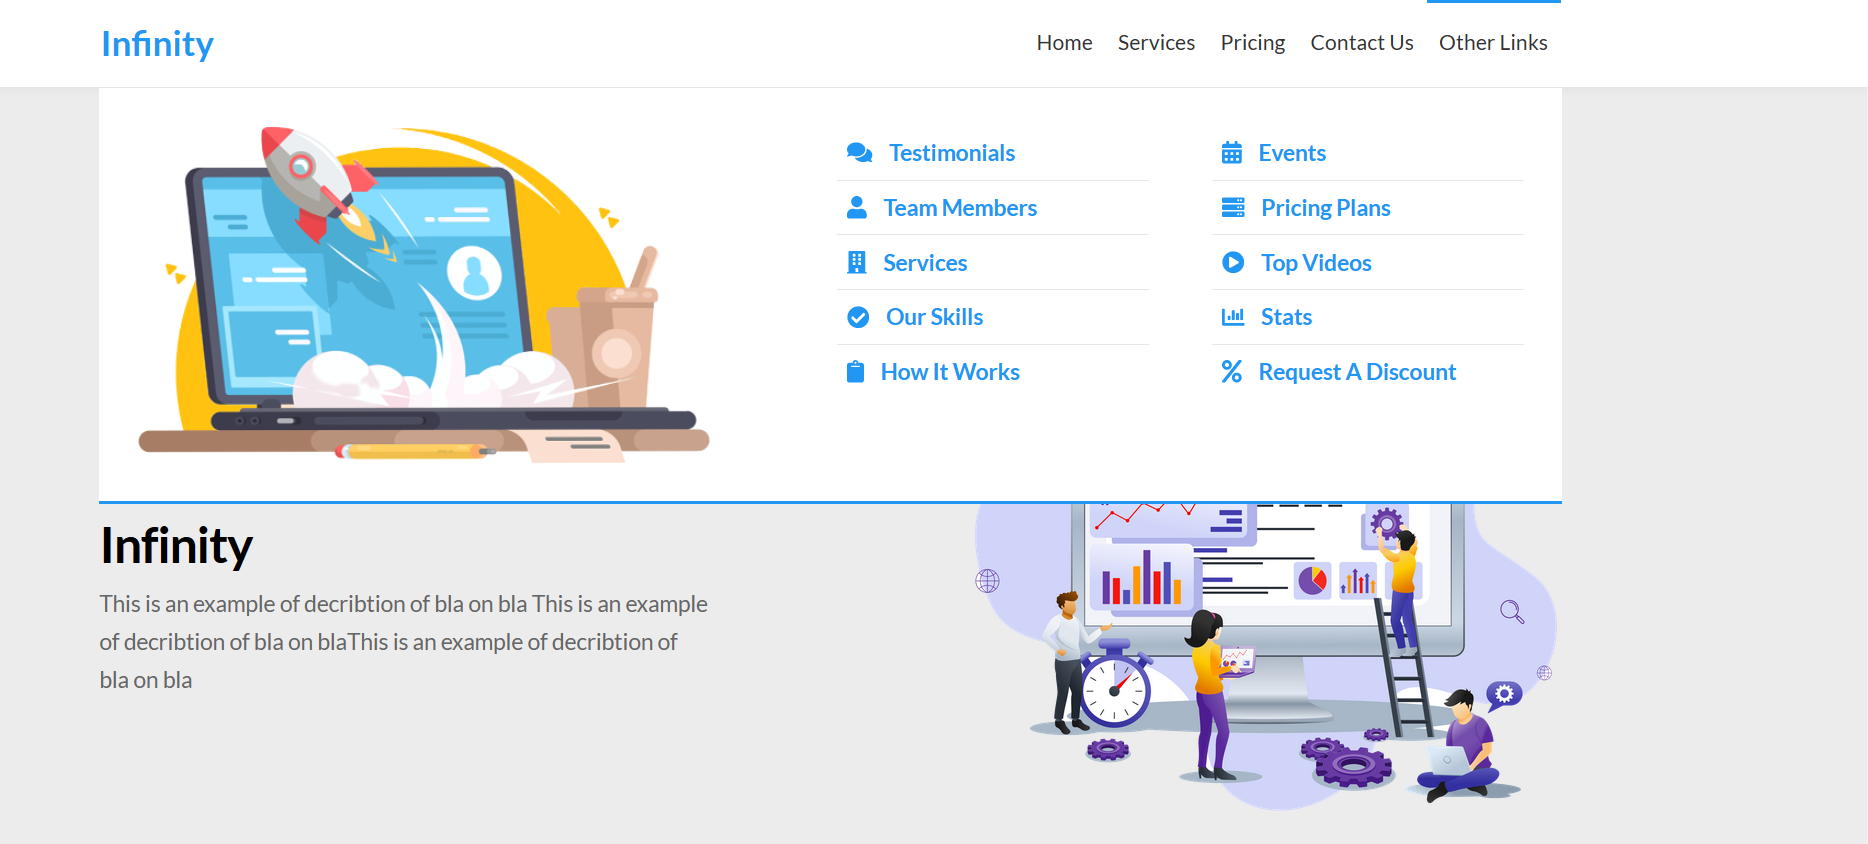 Infinity
Home Services Pricing Contact Us Other Links
Testimonials
Team Members
Services
Our Skills
How It Works
Events
Pricing Plans
Top Videos
Stats
Request A Discount
Infinity
This is an example of decribtion of bla on bla This is an example
of decribtion of bla on blaThis is an example of decribtion of
bla on bla